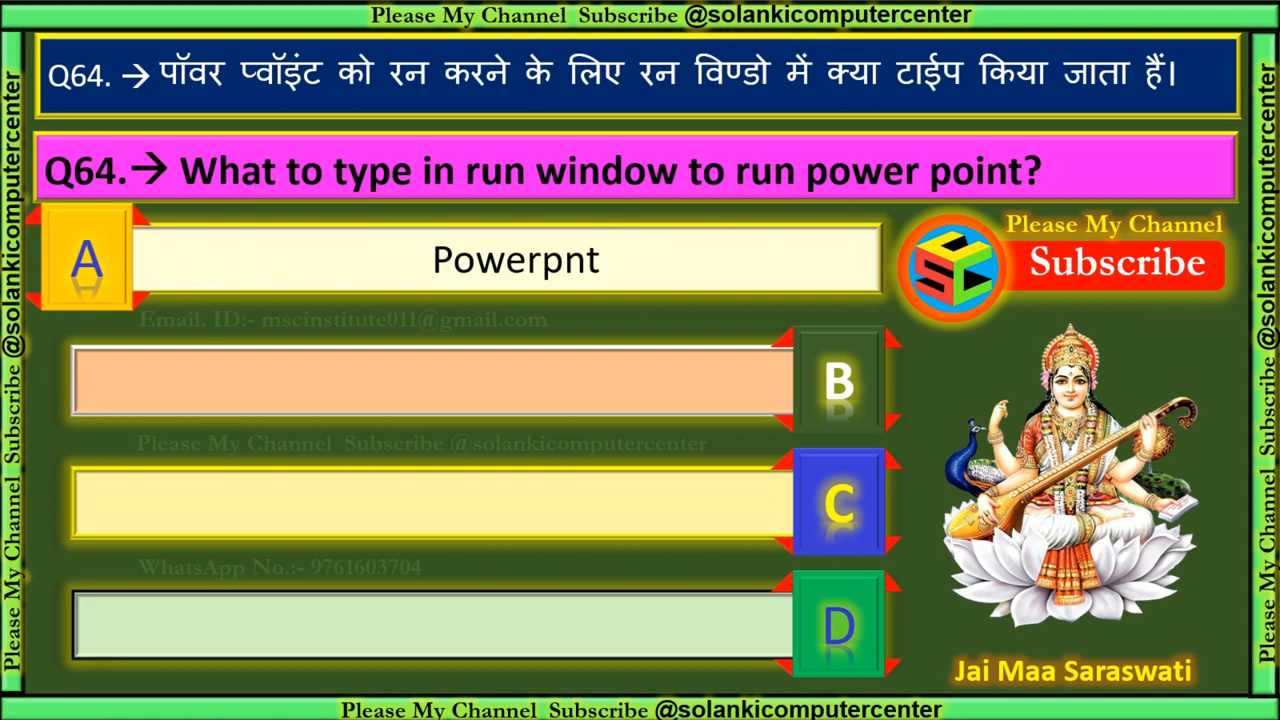 Please My Channel Subscribe @solankicomputercenter
Q64. → पॉवर प्वॉइंट को रन करने के लिए रन विण्डो में क्या टाईप किया जाता हैं।
Q64.→ What to type in run window to run power point?
A
Powerpnt
Please My Channel
Subscribe
CSC
Email. ID:- mscinstitute011@gmail.com
B
Please My Channel Subscribe @solankicomputercenter
C
WhatsApp No.:- 9761603704
D
Jai Maa Saraswati
Please My Channel Subscribe @solankicomputercenter
Please My Channel Subscribe @solankicomputercenter
Please My Channel Subscribe @solankicomputercenter